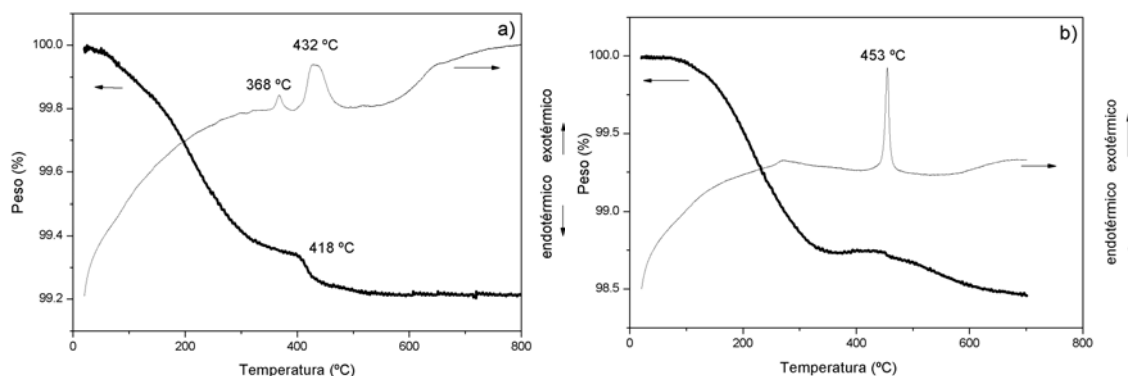 a)
100.0
99.8
99.6
99.4
99.2
Peso (%)
368 ºC
432 ºC
418 ºC
0
200
400
600
800
Temperatura (ºC)
endotérmico exotérmico
b)
100.0
99.5
99.0
98.5
Peso (%)
453 ºC
0
200
400
600
800
Temperatura (ºC)
endotérmico exotérmico